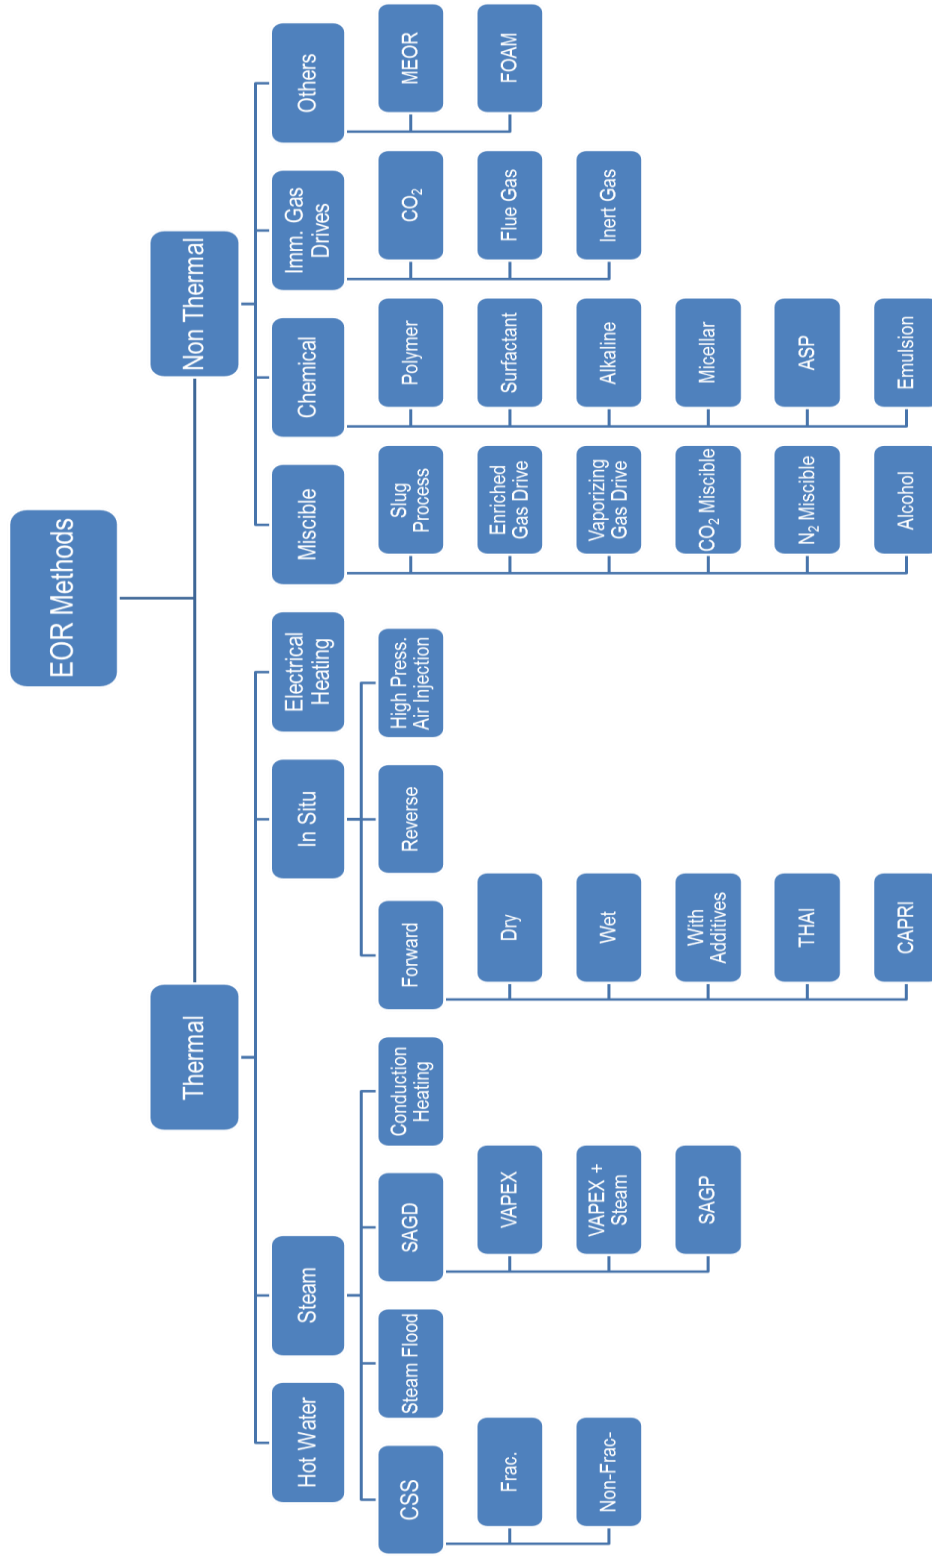 EOR Methods
Thermal
Non Thermal
Hot Water
Steam
In Situ
Electrical
Heating
Miscible
Chemical
Imm. Gas
Drives
Others
CSS
Steam Flood
SAGD
Conduction
Heating
Forward
Reverse
High Press.
Air Injection
Slug
Process
Polymer
CO₂
MEOR
Frac.
VAPEX
Dry
Enriched
Gas Drive
Surfactant
Flue Gas
FOAM
Non-Frac-
VAPEX +
Steam
Wet
Vaporizing
Gas Drive
Alkaline
Inert Gas
SAGP
With
Additives
CO₂ Miscible
Micellar
THAI
N₂ Miscible
ASP
CAPRI
Alcohol
Emulsion